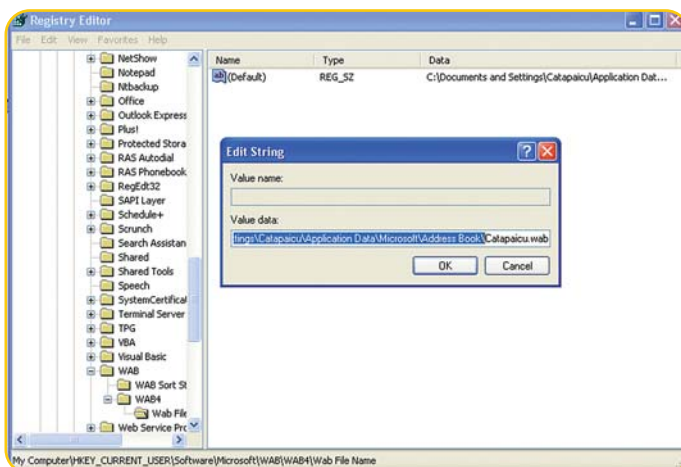 Registry Editor
File Edit View Favorites Help
NetShow
Notepad
Ntbackup
Office
Outlook Express
Plus!
Protected Stora
RAS Autodial
RAS Phonebook
RegEdt32
SAPI Layer
Schedule+
Scrunch
Search Assistan
Shared
Shared Tools
Speech
SystemCertifical
Terminal Server
TPG
VBA
Visual Basic
WAB
WAB Sort St
WAB4
Wab File
Web Service Prc
Name Type Data
ab (Default) REG_SZ C:\Documents and Settings\Catapaicu\Application Dat...
Edit String
Value name:
Value data:
tings\Catapaicu\Application Data\Microsoft\Address Book\Catapaicu.wab
OK Cancel
My Computer\HKEY_CURRENT_USER\Software\Microsoft\WAB\WAB4\Wab File Name